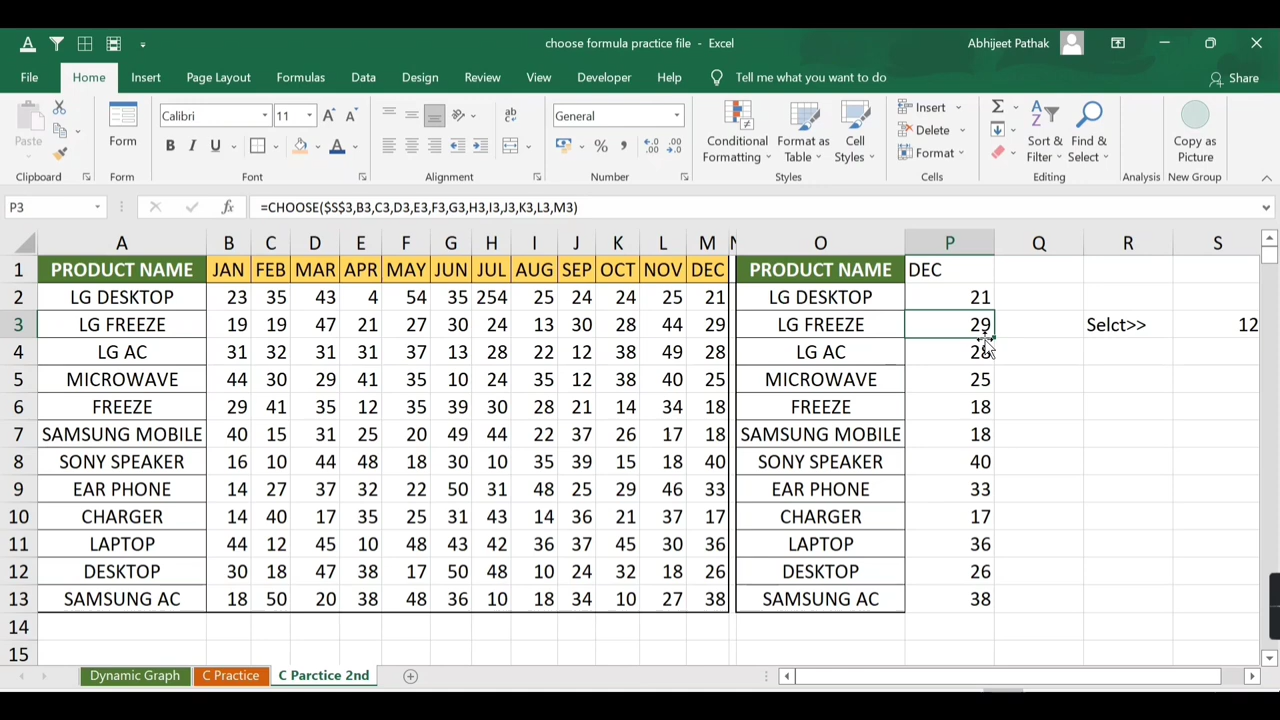 choose formula practice file - Excel
Abhijeet Pathak
File Home Insert Page Layout Formulas Data Design Review View Developer Help Tell me what you want to do Share
Paste
Clipboard
Form
Form
Calibri 11
B I U
Font
ab
Alignment
General
% ,
Number
Conditional Formatting
Format as Table
Cell Styles
Styles
Insert
Delete
Format
Cells
Sort & Filter
Find & Select
Editing
Analysis
Copy as Picture
New Group
P3 fx =CHOOSE($S$3,B3,C3,D3,E3,F3,G3,H3,I3,J3,K3,L3,M3)
A B C D E F G H I J K L M N O P Q R S
1 PRODUCT NAME JAN FEB MAR APR MAY JUN JUL AUG SEP OCT NOV DEC PRODUCT NAME DEC
2 LG DESKTOP 23 35 43 4 54 35 254 25 24 24 25 21 LG DESKTOP 21
3 LG FREEZE 19 19 47 21 27 30 24 13 30 28 44 29 LG FREEZE 29 Selct>> 12
4 LG AC 31 32 31 31 37 13 28 22 12 38 49 28 LG AC 28
5 MICROWAVE 44 30 29 41 35 10 24 35 12 38 40 25 MICROWAVE 25
6 FREEZE 29 41 35 12 35 39 30 28 21 14 34 18 FREEZE 18
7 SAMSUNG MOBILE 40 15 31 25 20 49 44 22 37 26 17 18 SAMSUNG MOBILE 18
8 SONY SPEAKER 16 10 44 48 18 30 10 35 39 15 18 40 SONY SPEAKER 40
9 EAR PHONE 14 27 37 32 22 50 31 48 25 29 46 33 EAR PHONE 33
10 CHARGER 14 40 17 35 25 31 43 14 36 21 37 17 CHARGER 17
11 LAPTOP 44 12 45 10 48 43 42 36 37 45 30 36 LAPTOP 36
12 DESKTOP 30 18 47 38 17 50 48 10 24 32 18 26 DESKTOP 26
13 SAMSUNG AC 18 50 20 38 48 36 10 18 34 10 27 38 SAMSUNG AC 38
14
15
Dynamic Graph C Practice C Parctice 2nd